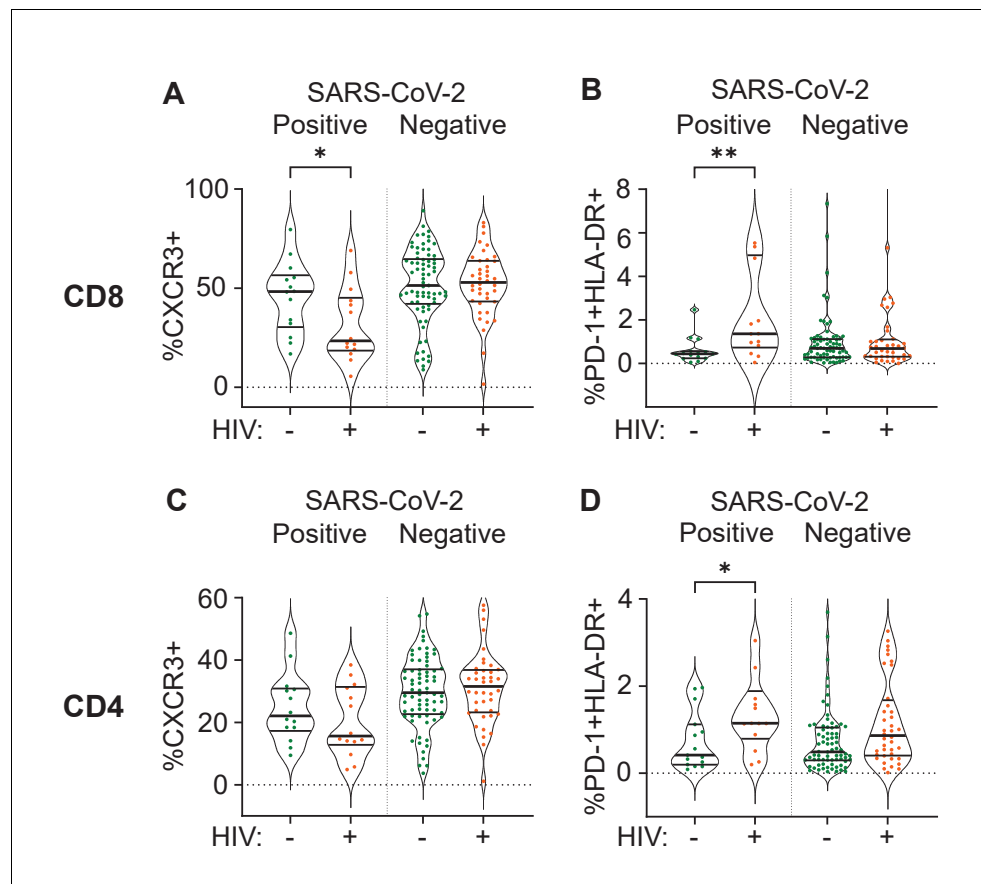 A SARS-CoV-2
Positive Negative
*
%CXCR3+
100
50
0
HIV: - + - +
B SARS-CoV-2
Positive Negative
**
%PD-1+HLA-DR+
8
6
4
2
0
HIV: - + - +
CD8
C SARS-CoV-2
Positive Negative
%CXCR3+
60
40
20
0
HIV: - + - +
D SARS-CoV-2
Positive Negative
*
%PD-1+HLA-DR+
4
2
0
HIV: - + - +
CD4